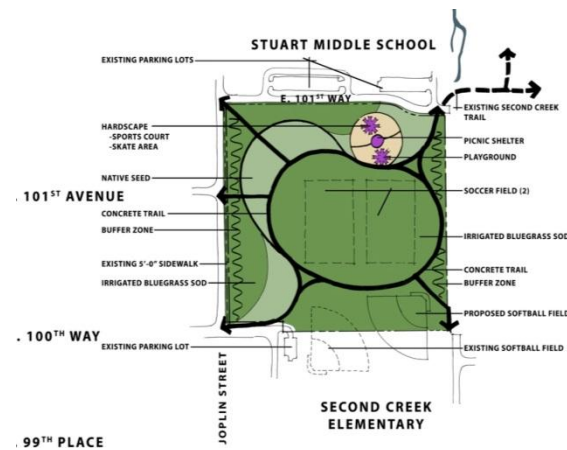 STUART MIDDLE SCHOOL
EXISTING PARKING LOTS
E. 101ST WAY
EXISTING SECOND CREEK
TRAIL
HARDSCAPE
-SPORTS COURT
-SKATE AREA
PICNIC SHELTER
PLAYGROUND
NATIVE SEED
SOCCER FIELD (2)
. 101ST AVENUE
CONCRETE TRAIL
BUFFER ZONE
IRRIGATED BLUEGRASS SOD
EXISTING 5'-0" SIDEWALK
CONCRETE TRAIL
IRRIGATED BLUEGRASS SOD
BUFFER ZONE
PROPOSED SOFTBALL FIELD
. 100TH WAY
EXISTING PARKING LOT
EXISTING SOFTBALL FIELD
JOPLIN STREET
SECOND CREEK
ELEMENTARY
. 99TH PLACE